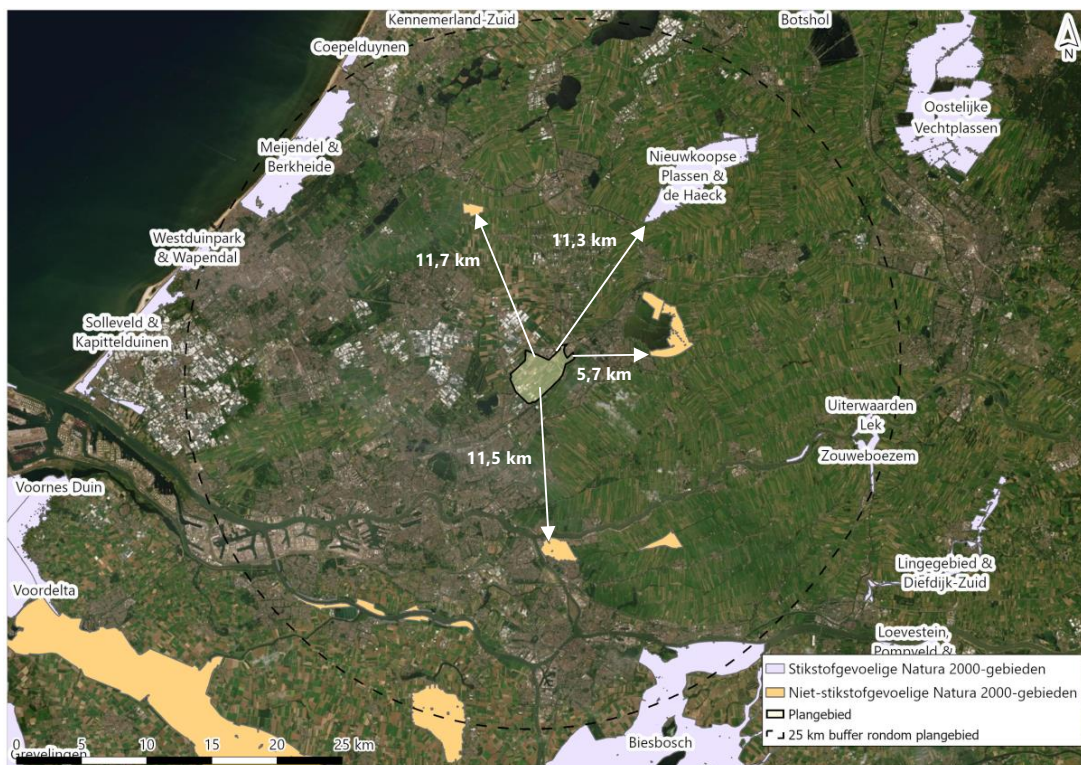 Kennemerland-Zuid
Botshol
Coepelduynen
N
Oostelijke
Vechtplassen
Meijendel &
Berkheide
Nieuwkoopse
Plassen &
de Haeck
Westduinpark
& Wapendal
11,3 km
11,7 km
Solleveld &
Kapittelduinen
5,7 km
Uiterwaarden
Lek
Zouweboezem
11,5 km
Voornes Duin
Lingegebied &
Diefdijk-Zuid
Voordelta
Loevestein,
Pompveld &
Stikstofgevoelige Natura 2000-gebieden
Niet-stikstofgevoelige Natura 2000-gebieden
Plangebied
25 km buffer rondom plangebied
Biesbosch
0 5 10 15 20 25 km
Grevelingen